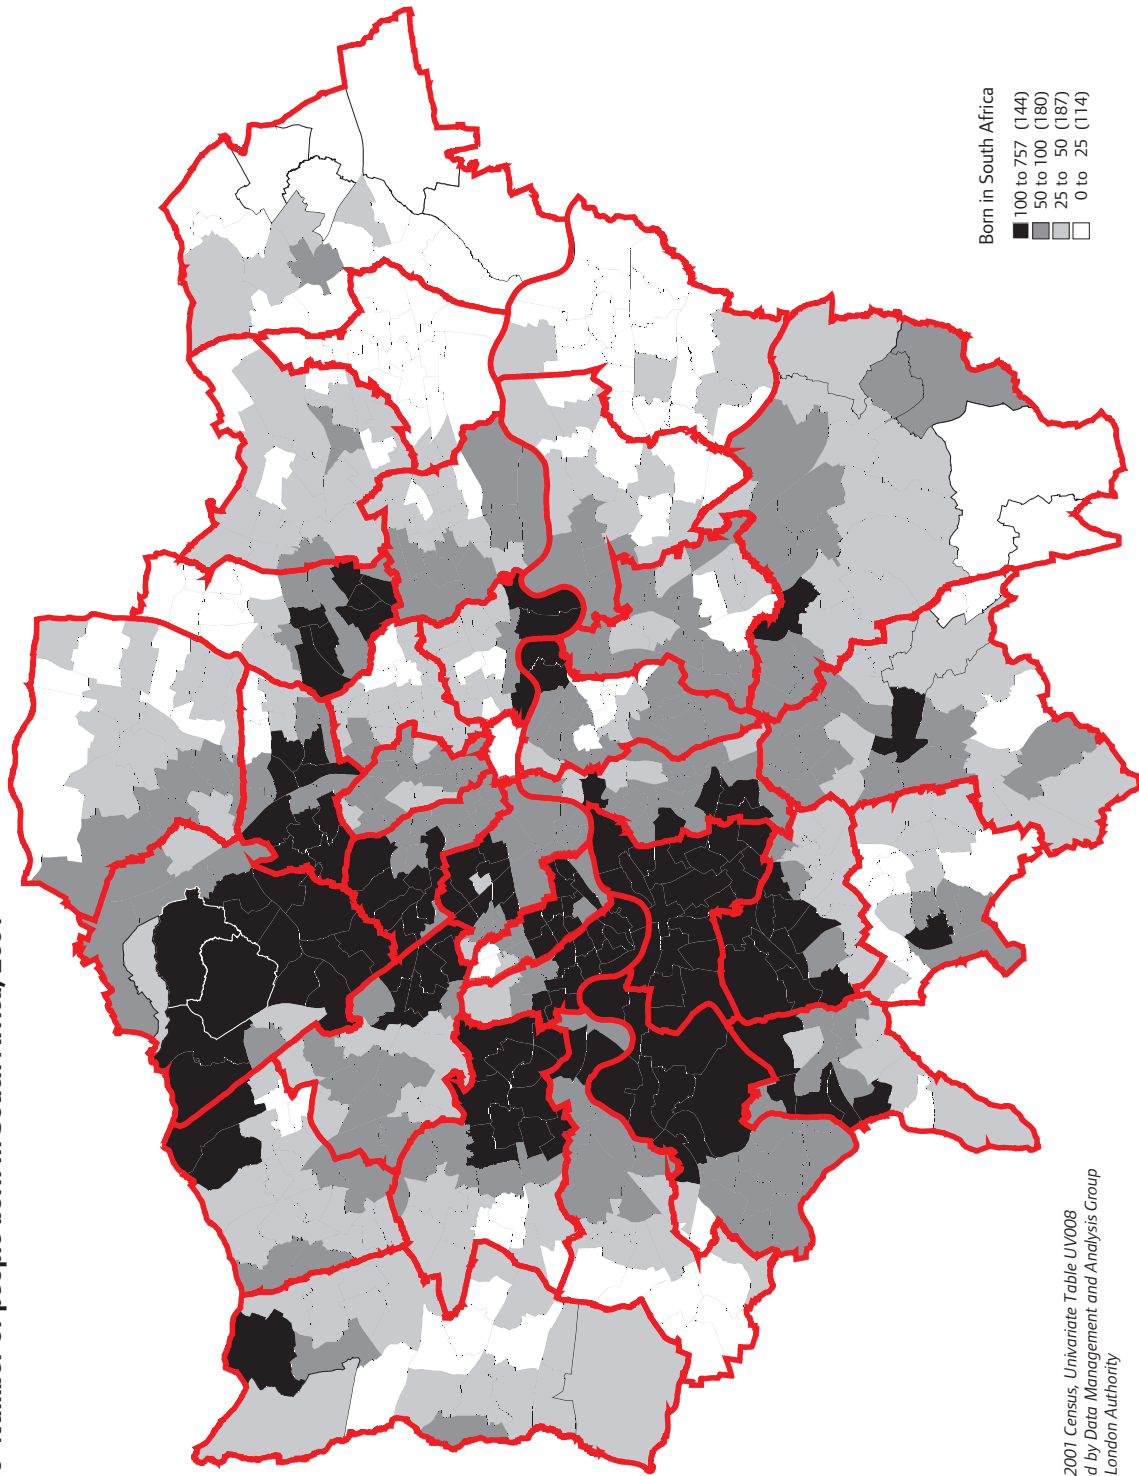 Born in South Africa
100 to 757 (144)
50 to 100 (180)
25 to 50 (187)
0 to 25 (114)
2001 Census, Univariate Table UV008
by Data Management and Analysis Group
London Authority